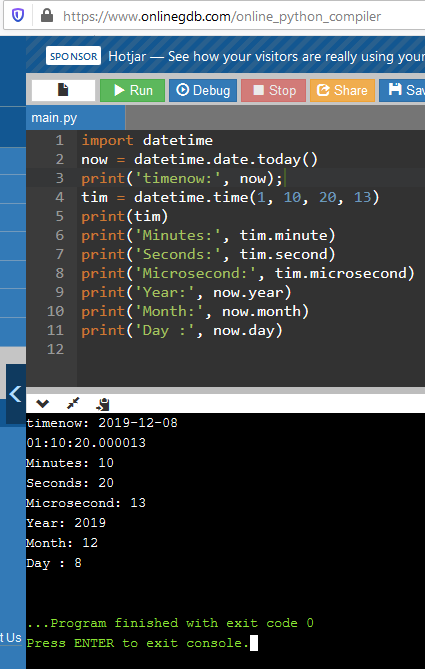 https://www.onlinegdb.com/online_python_compiler
SPONSOR Hotjar — See how your visitors are really using your
Run Debug Stop Share Sav
main.py
1 import datetime
2 now = datetime.date.today()
3 print('timenow:', now);
4 tim = datetime.time(1, 10, 20, 13)
5 print(tim)
6 print('Minutes:', tim.minute)
7 print('Seconds:', tim.second)
8 print('Microsecond:', tim.microsecond)
9 print('Year:', now.year)
10 print('Month:', now.month)
11 print('Day :', now.day)
12
timenow: 2019-12-08
01:10:20.000013
Minutes: 10
Seconds: 20
Microsecond: 13
Year: 2019
Month: 12
Day : 8
...Program finished with exit code 0
t Us
Press ENTER to exit console.